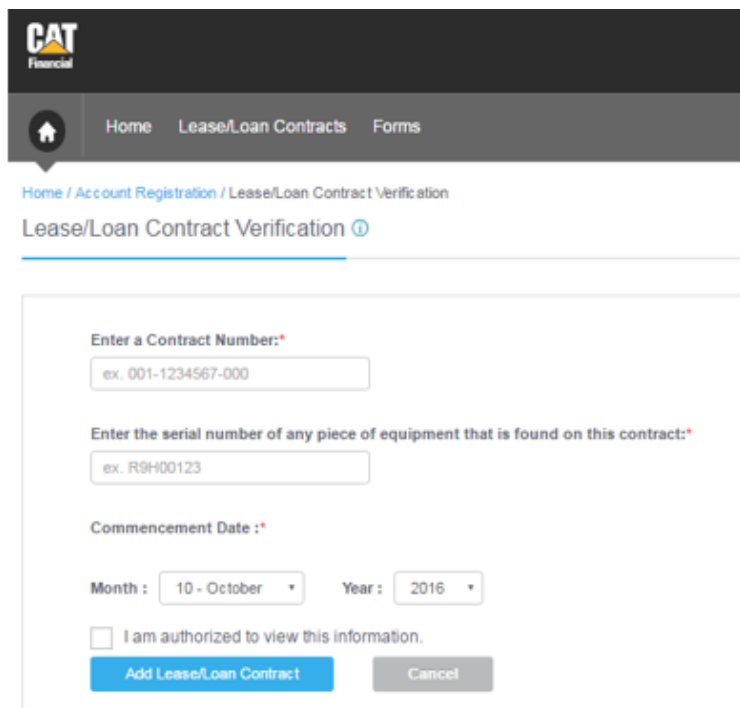 CAT
Financial
Home Lease/Loan Contracts Forms
Home / Account Registration / Lease/Loan Contract Verification
Lease/Loan Contract Verification
Enter a Contract Number:*
ex. 001-1234567-000
Enter the serial number of any piece of equipment that is found on this contract:*
ex. R9H00123
Commencement Date :*
Month : 10 - October Year : 2016
I am authorized to view this information.
Add Lease/Loan Contract Cancel